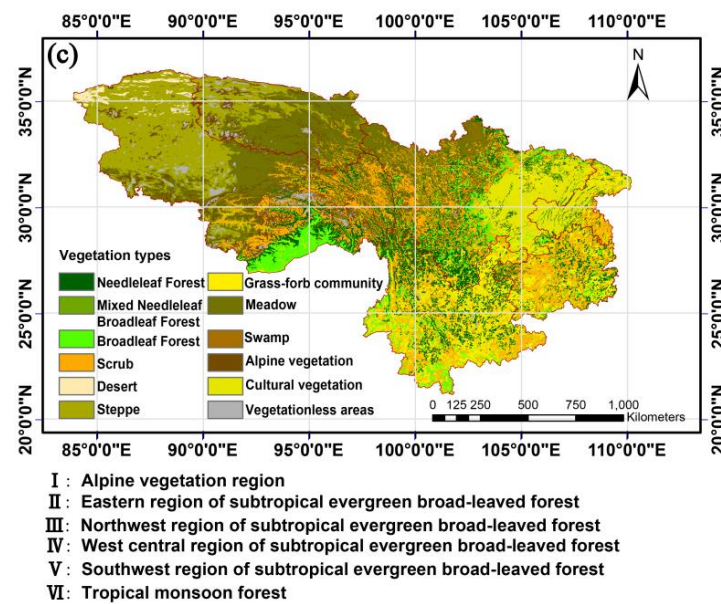 85°0'0"E 90°0'0"E 95°0'0"E 100°0'0"E 105°0'0"E 110°0'0"E
(c)
N
35°0'0"N 35°0'0"N
30°0'0"N 30°0'0"N
25°0'0"N 25°0'0"N
20°0'0"N 20°0'0"N
Vegetation types
Needleleaf Forest
Mixed Needleleaf
Broadleaf Forest
Broadleaf Forest
Scrub
Desert
Steppe
Grass-forb community
Meadow
Swamp
Alpine vegetation
Cultural vegetation
Vegetationless areas
0 125 250 500 750 1,000
Kilometers
85°0'0"E 90°0'0"E 95°0'0"E 100°0'0"E 105°0'0"E 110°0'0"E
Ⅰ: Alpine vegetation region
Ⅱ: Eastern region of subtropical evergreen broad-leaved forest
Ⅲ: Northwest region of subtropical evergreen broad-leaved forest
Ⅳ: West central region of subtropical evergreen broad-leaved forest
Ⅴ: Southwest region of subtropical evergreen broad-leaved forest
Ⅵ: Tropical monsoon forest